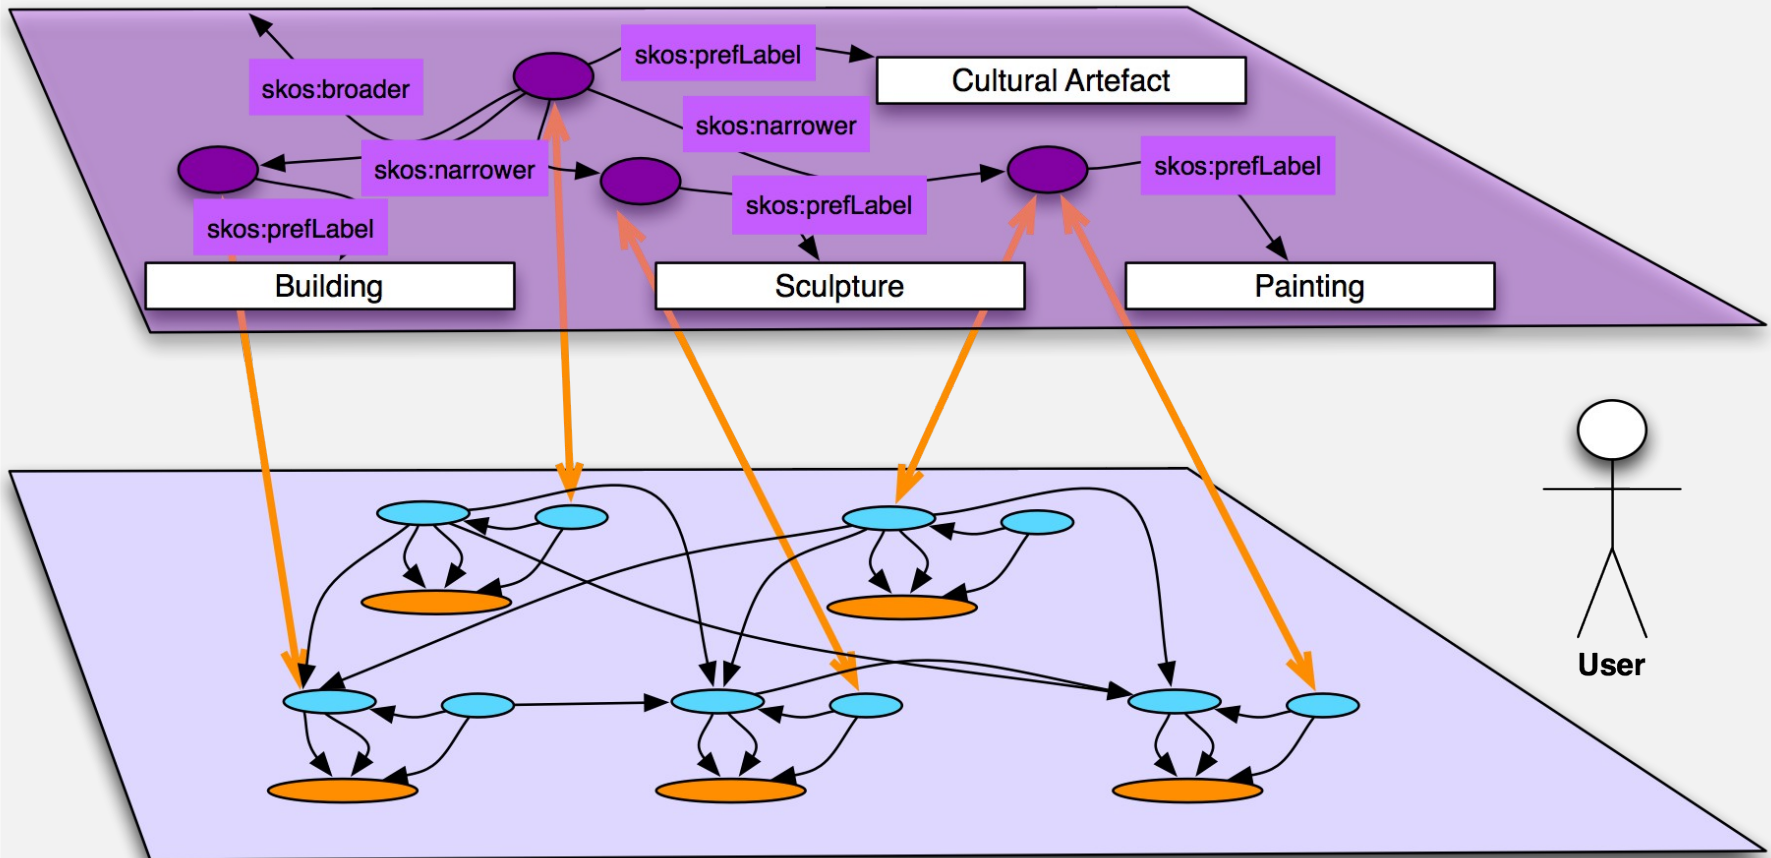 skos:prefLabel
Cultural Artefact
skos:broader
skos:narrower
skos:narrower
skos:prefLabel
skos:prefLabel
skos:prefLabel
Building
Sculpture
Painting
User